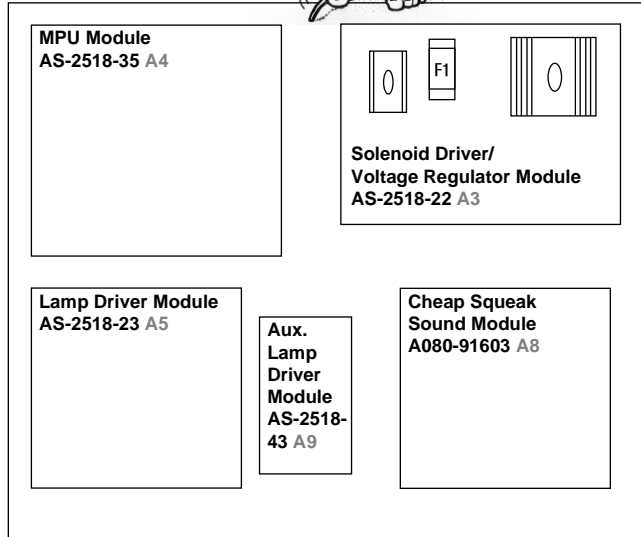 MPU Module
AS-2518-35 A4
F1
Solenoid Driver/
Voltage Regulator Module
AS-2518-22 A3
Lamp Driver Module
AS-2518-23 A5
Aux.
Lamp
Driver
Module
AS-2518-
43 A9
Cheap Squeak
Sound Module
A080-91603 A8